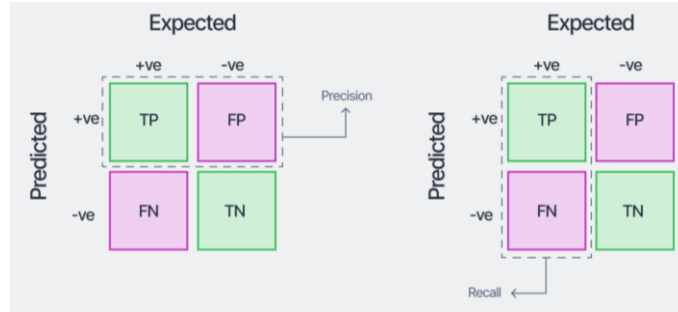 Expected
+ve -ve
Predicted
+ve
TP
FP
Precision
-ve
FN
TN
Expected
+ve -ve
Predicted
+ve
TP
FP
-ve
FN
TN
Recall